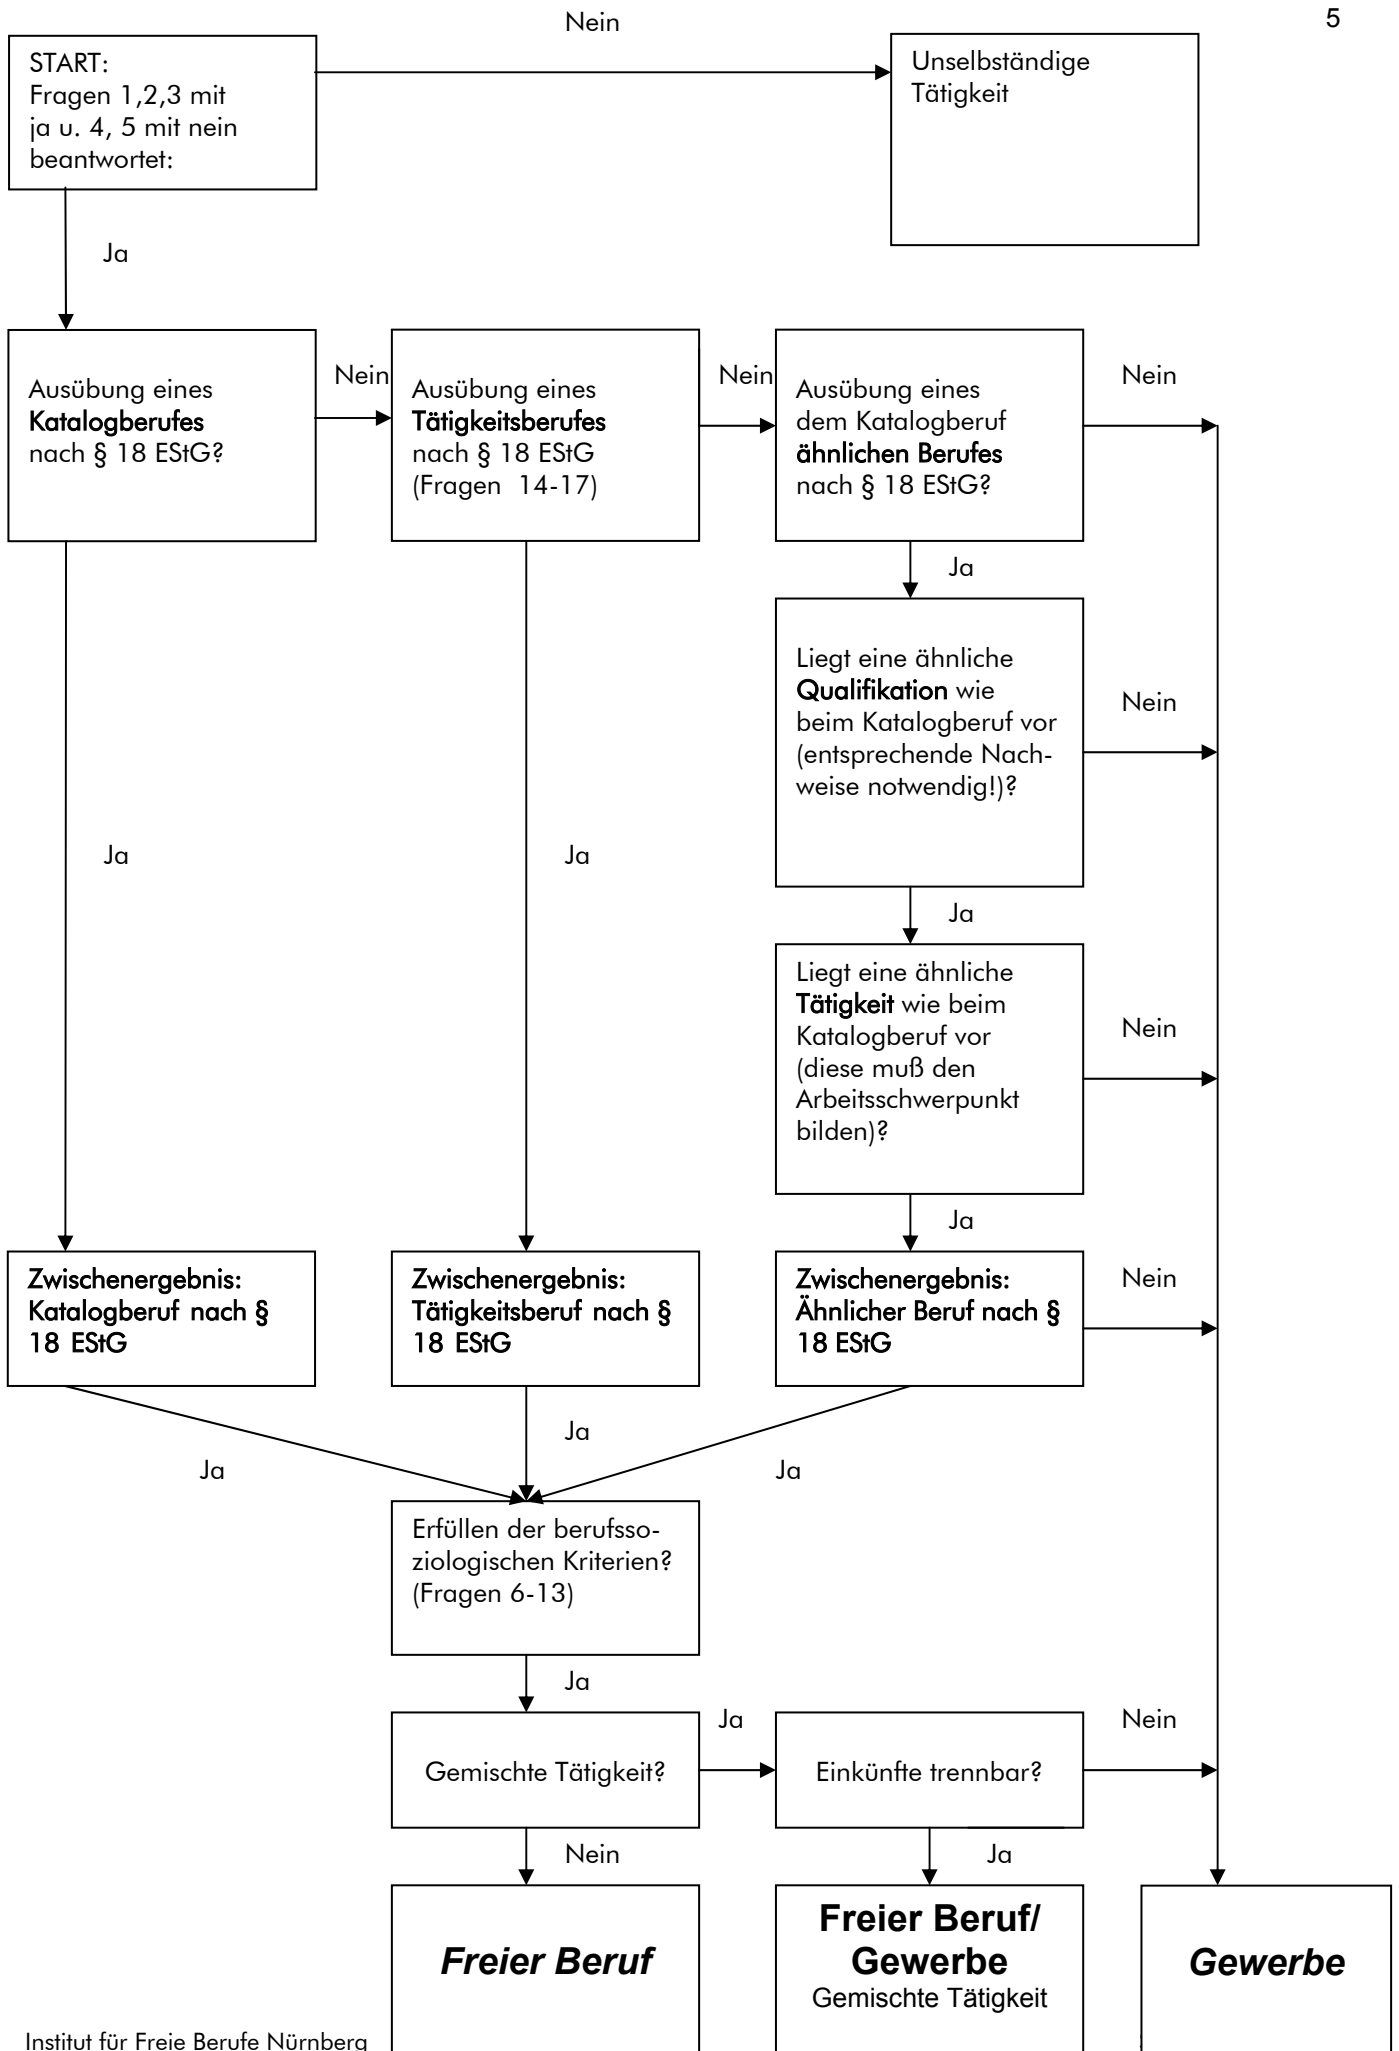 5
Nein
START:
Fragen 1,2,3 mit
ja u. 4, 5 mit nein
beantwortet:
Unselbständige
Tätigkeit
Ja
Ausübung eines
Katalogberufes
nach § 18 EStG?
Nein
Ausübung eines
Tätigkeitsberufes
nach § 18 EStG
(Fragen 14-17)
Nein
Ausübung eines
dem Katalogberuf
ähnlichen Berufes
nach § 18 EStG?
Nein
Ja
Liegt eine ähnliche
Qualifikation wie
beim Katalogberuf vor
(entsprechende Nach-
weise notwendig!)?
Nein
Ja
Ja
Ja
Liegt eine ähnliche
Tätigkeit wie beim
Katalogberuf vor
(diese muß den
Arbeitsschwerpunkt
bilden)?
Nein
Ja
Zwischenergebnis:
Katalogberuf nach §
18 EStG
Zwischenergebnis:
Tätigkeitsberuf nach §
18 EStG
Zwischenergebnis:
Ähnlicher Beruf nach §
18 EStG
Nein
Ja
Ja
Ja
Erfüllen der berufsso-
ziologischen Kriterien?
(Fragen 6-13)
Ja
Gemischte Tätigkeit?
Ja
Einkünfte trennbar?
Nein
Nein
Ja
Freier Beruf
Freier Beruf/
Gewerbe
Gemischte Tätigkeit
Gewerbe
Institut für Freie Berufe Nürnberg